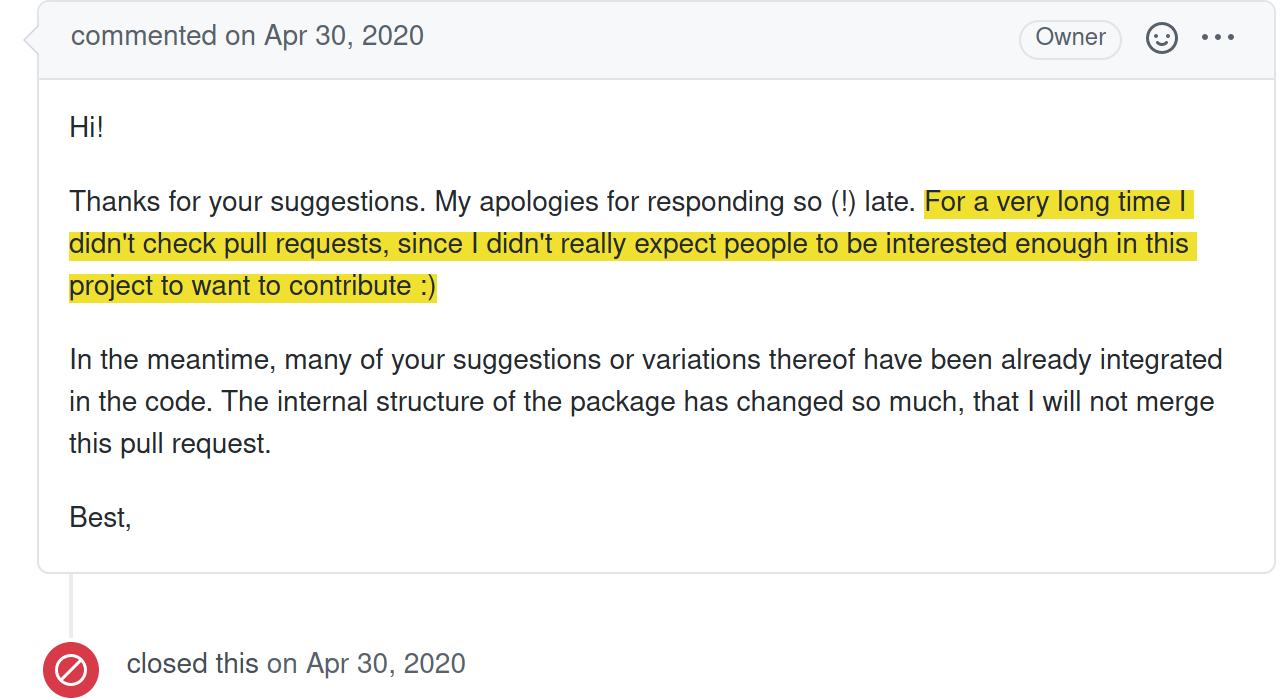 commented on Apr 30, 2020
Owner
Hi!
Thanks for your suggestions. My apologies for responding so (!) late. For a very long time I
didn't check pull requests, since I didn't really expect people to be interested enough in this
project to want to contribute :)
In the meantime, many of your suggestions or variations thereof have been already integrated
in the code. The internal structure of the package has changed so much, that I will not merge
this pull request.
Best,
closed this on Apr 30, 2020